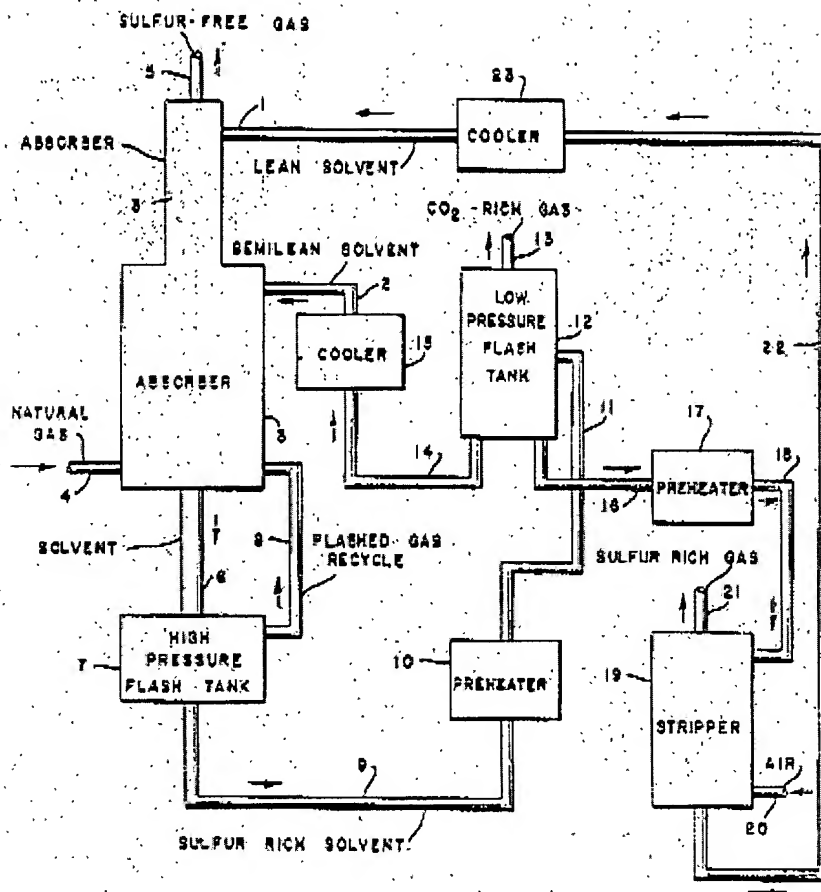 SULFUR-FREE GAS
5
1
23
COOLER
ABSORBER
LEAN SOLVENT
3
CO2-RICH GAS
13
SEMILEAN SOLVENT
2
LOW
PRESSURE
FLASH
TANK
12
22
COOLER
15
ABSORBER
11
NATURAL
GAS
3
17
4
14
18
PREHEATER
16
SOLVENT
8
FLASHED GAS
RECYCLE
SULFUR RICH GAS
6
21
HIGH
PRESSURE
FLASH TANK
7
10
PREHEATER
19
STRIPPER
AIR
9
20
SULFUR RICH SOLVENT